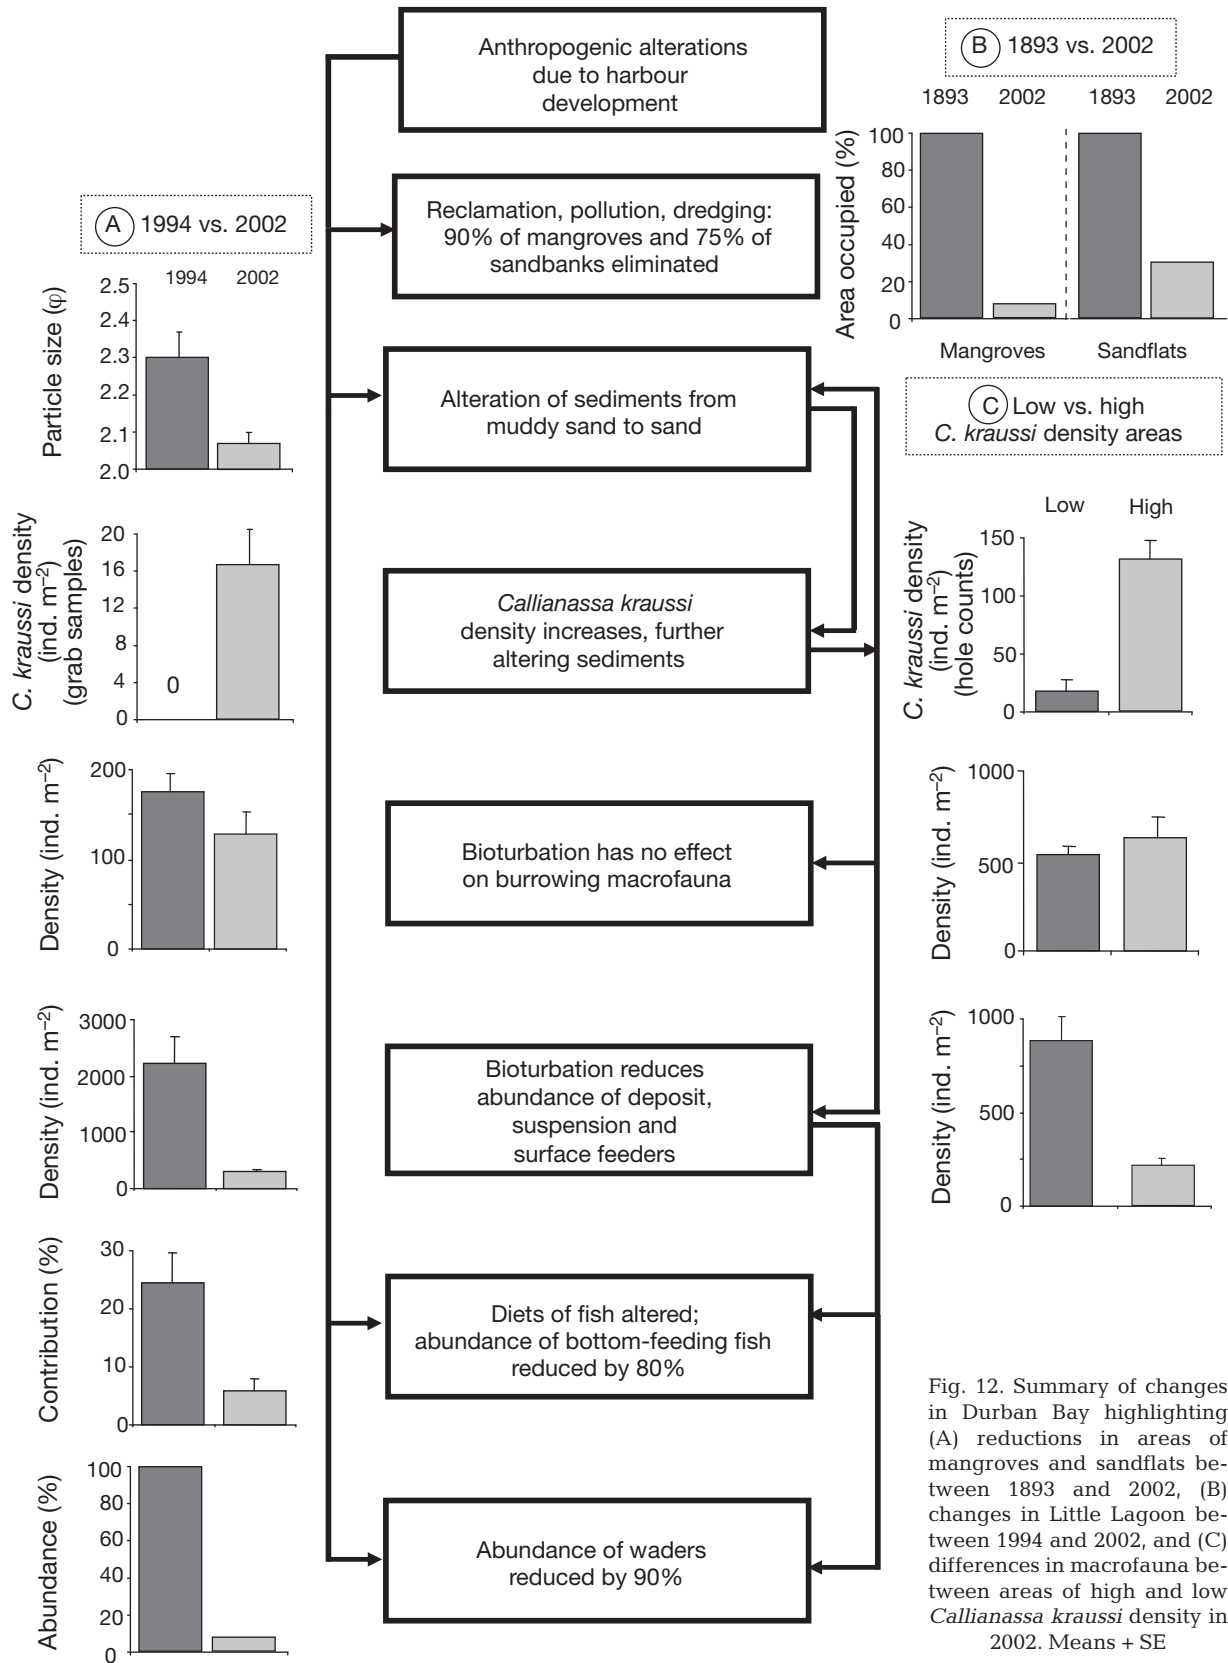 Anthropogenic alterations
due to harbour
development
Reclamation, pollution, dredging:
90% of mangroves and 75% of
sandbanks eliminated
Alteration of sediments from
muddy sand to sand
Callianassa kraussi
density increases, further
altering sediments
Bioturbation has no effect
on burrowing macrofauna
Bioturbation reduces
abundance of deposit,
suspension and
surface feeders
Diets of fish altered;
abundance of bottom-feeding fish
reduced by 80%
Abundance of waders
reduced by 90%
A 1994 vs. 2002
1994 2002
Particle size (φ)
2.5
2.4
2.3
2.2
2.1
2.0
C. kraussi density
(ind. m⁻²)
(grab samples)
20
16
12
8
4
0
0
Density (ind. m⁻²)
200
100
0
Density (ind. m⁻²)
3000
2000
1000
0
Contribution (%)
30
20
10
0
Abundance (%)
100
80
60
40
20
0
B 1893 vs. 2002
1893 2002 1893 2002
Area occupied (%)
100
80
60
40
20
0
Mangroves Sandflats
C Low vs. high
C. kraussi density areas
Low High
C. kraussi density
(ind. m⁻²)
(hole counts)
150
100
50
0
Density (ind. m⁻²)
1000
500
0
Density (ind. m⁻²)
1000
500
0
Fig. 12. Summary of changes
in Durban Bay highlighting
(A) reductions in areas of
mangroves and sandflats be-
tween 1893 and 2002, (B)
changes in Little Lagoon be-
tween 1994 and 2002, and (C)
differences in macrofauna be-
tween areas of high and low
Callianassa kraussi density in
2002. Means + SE